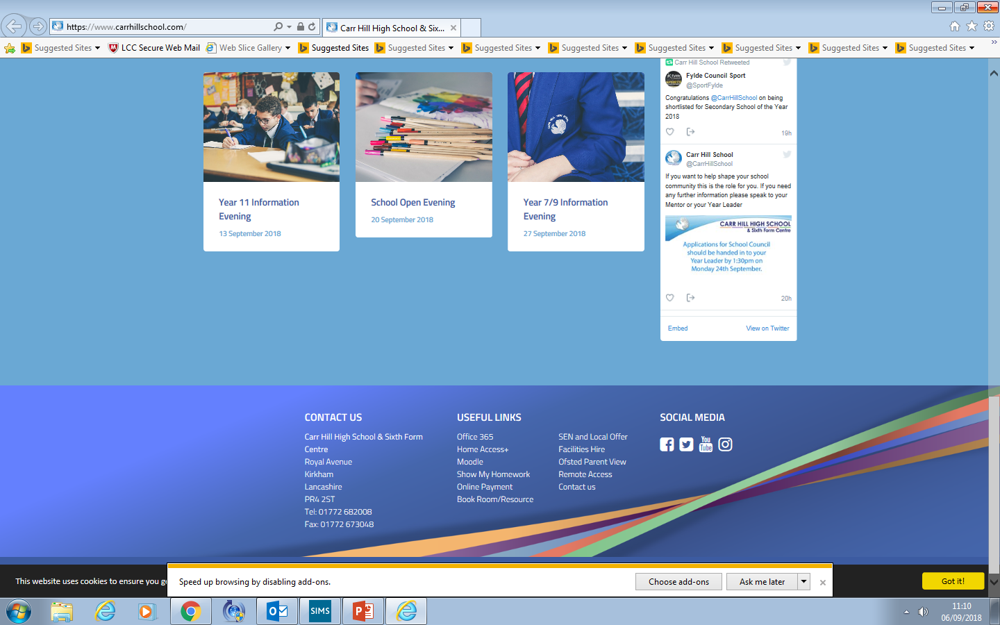 https://www.carrhillschool.com/
Carr Hill High School & Six...
Suggested Sites
LCC Secure Web Mail
Web Slice Gallery
Suggested Sites
Suggested Sites
Suggested Sites
Suggested Sites
Suggested Sites
Suggested Sites
Suggested Sites
Suggested Sites
Year 11 Information
Evening
13 September 2018
School Open Evening
20 September 2018
Year 7/9 Information
Evening
27 September 2018
Carr Hill School Retweeted
Fylde Council Sport
@SportFylde
Congratulations @CarrHillSchool on being
shortlisted for Secondary School of the Year
2018
19h
Carr Hill School
@CarrHillSchool
If you want to help shape your school
community this is the role for you. If you need
any further information please speak to your
Mentor or your Year Leader
CARR HILL HIGH SCHOOL
& Sixth Form Centre
Applications for School Council
should be handed in to your
Year Leader by 1:30pm on
Monday 24th September.
20h
Embed
View on Twitter
CONTACT US
Carr Hill High School & Sixth Form
Centre
Royal Avenue
Kirkham
Lancashire
PR4 2ST
Tel: 01772 682008
Fax: 01772 673048
USEFUL LINKS
Office 365
Home Access+
Moodle
Show My Homework
Online Payment
Book Room/Resource
SEN and Local Offer
Facilities Hire
Ofsted Parent View
Remote Access
Contact us
SOCIAL MEDIA
You
Tube
This website uses cookies to ensure you ge
Speed up browsing by disabling add-ons.
Choose add-ons
Ask me later
Got it!
SIMS
11:10
06/09/2018